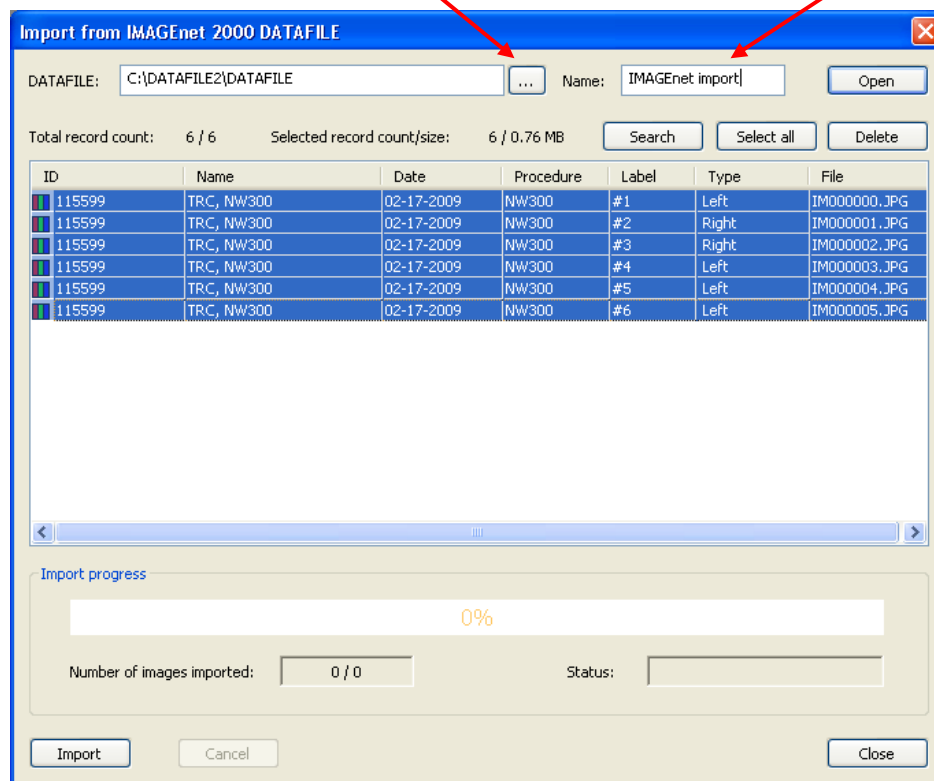 Import from IMAGEnet 2000 DATAFILE
DATAFILE: C:\DATAFILE2\DATAFILE ... Name: IMAGEnet import Open
Total record count: 6 / 6 Selected record count/size: 6 / 0.76 MB Search Select all Delete
ID Name Date Procedure Label Type File
115599 TRC, NW300 02-17-2009 NW300 #1 Left IM000000.JPG
115599 TRC, NW300 02-17-2009 NW300 #2 Right IM000001.JPG
115599 TRC, NW300 02-17-2009 NW300 #3 Right IM000002.JPG
115599 TRC, NW300 02-17-2009 NW300 #4 Left IM000003.JPG
115599 TRC, NW300 02-17-2009 NW300 #5 Left IM000004.JPG
115599 TRC, NW300 02-17-2009 NW300 #6 Left IM000005.JPG
Import progress
0%
Number of images imported: 0 / 0 Status:
Import Cancel Close